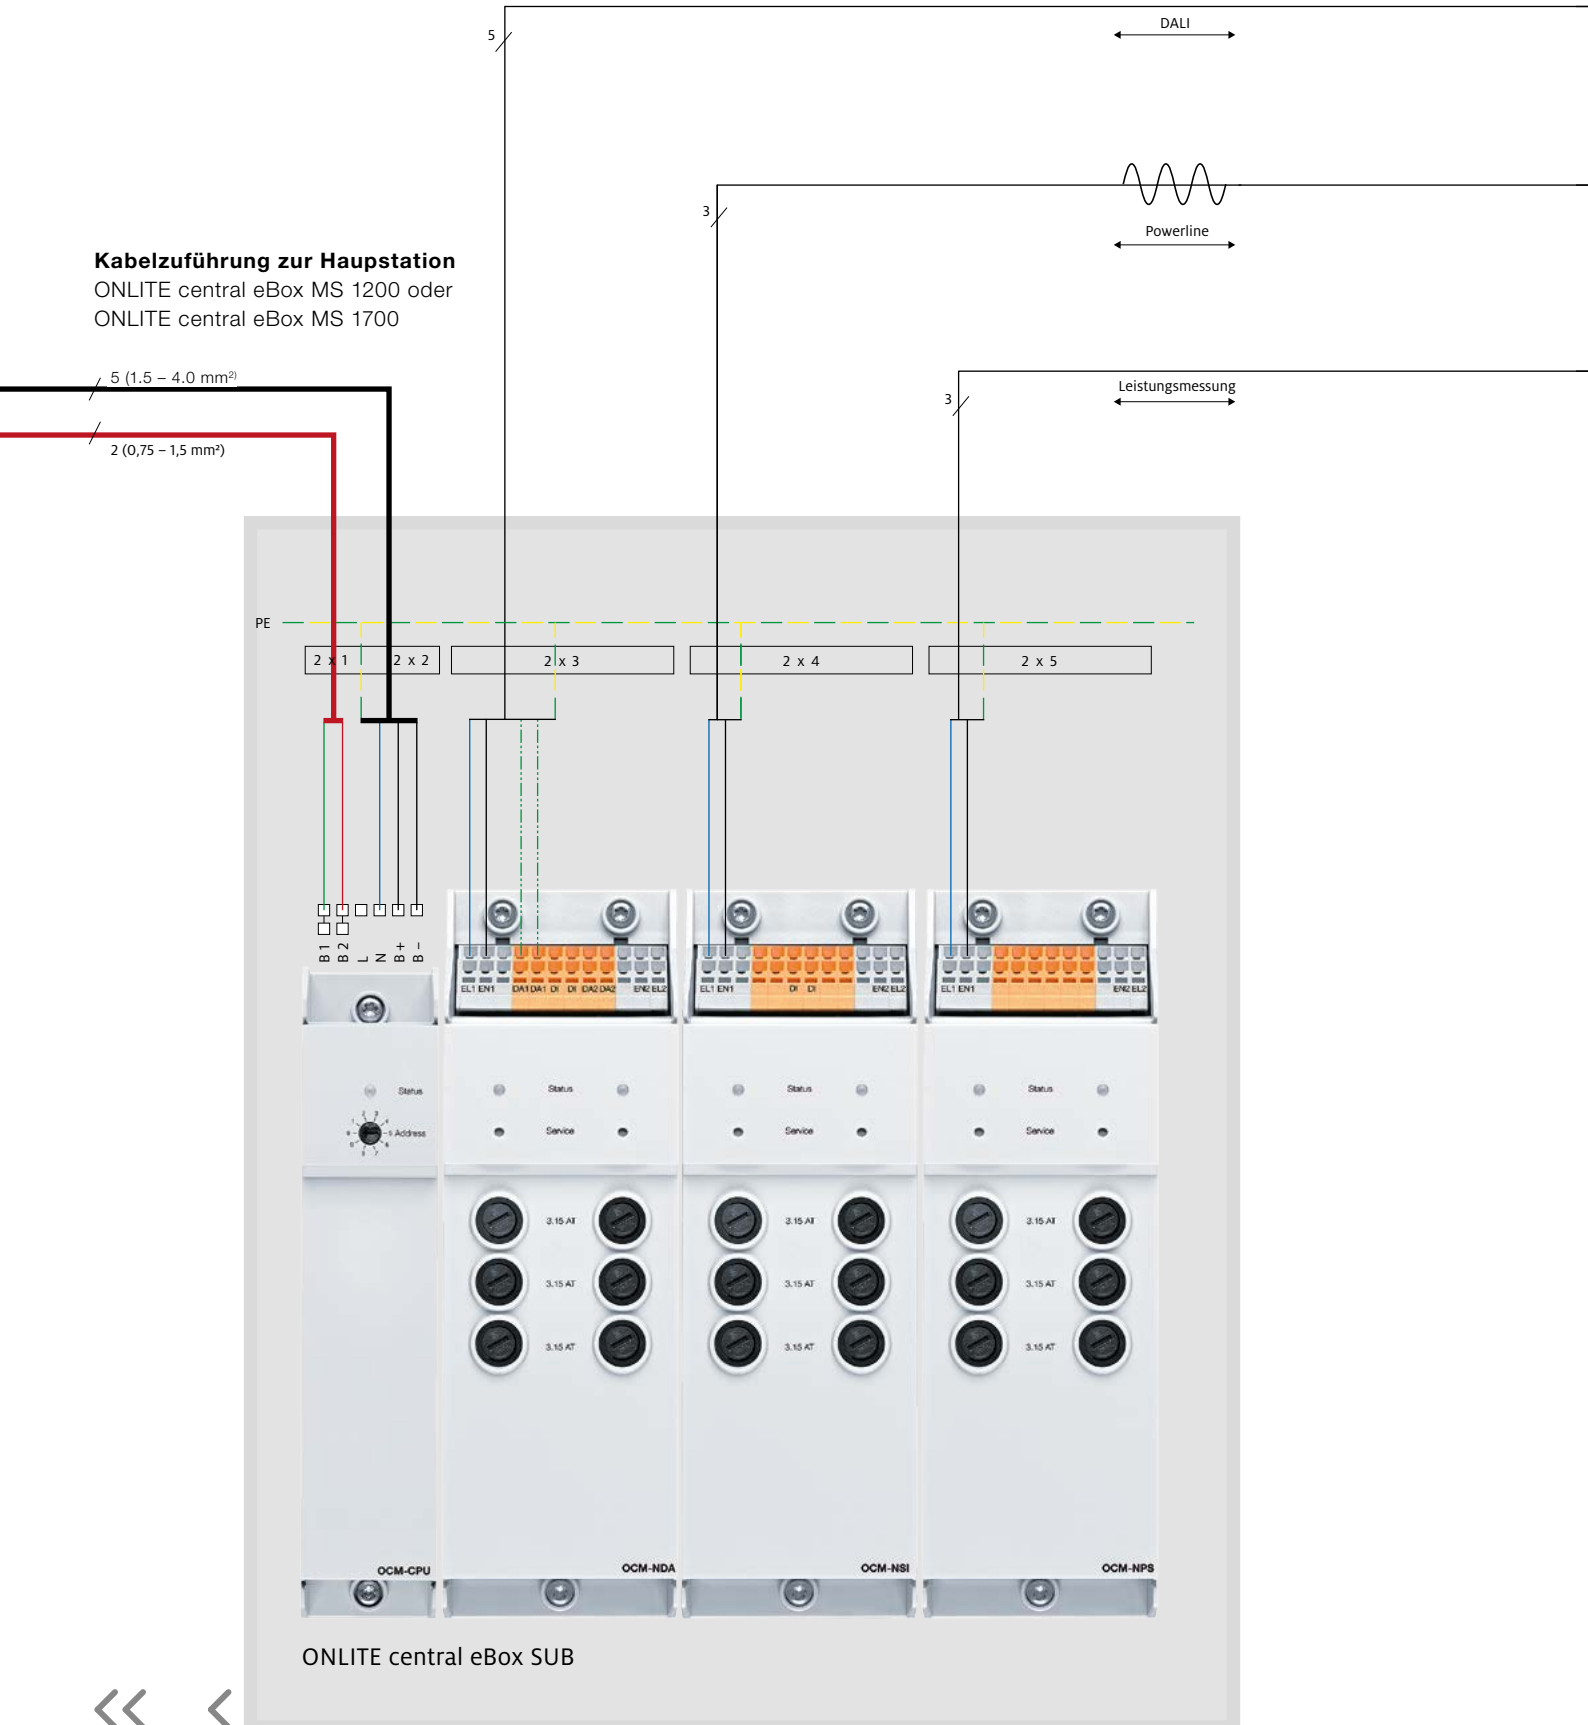 5
DALI
3
Powerline
Kabelzuführung zur Haupstation
ONLITE central eBox MS 1200 oder
ONLITE central eBox MS 1700
5 (1.5 – 4.0 mm²⁾
2 (0,75 – 1,5 mm²)
3
Leistungsmessung
PE
2 x 1
2 x 2
2 x 3
2 x 4
2 x 5
B1
B2
L
N
B+
B-
EL1 EN1 DA1 DA1 DI DI DA2 DA2 EN2 EL2
EL1 EN1 DI DI EN2 EL2
EL1 EN1 EN2 EL2
Status
Address
Status
Service
Status
Service
Status
Service
3.15 AT
3.15 AT
3.15 AT
3.15 AT
3.15 AT
3.15 AT
3.15 AT
3.15 AT
3.15 AT
OCM-CPU
OCM-NDA
OCM-NSI
OCM-NPS
ONLITE central eBox SUB